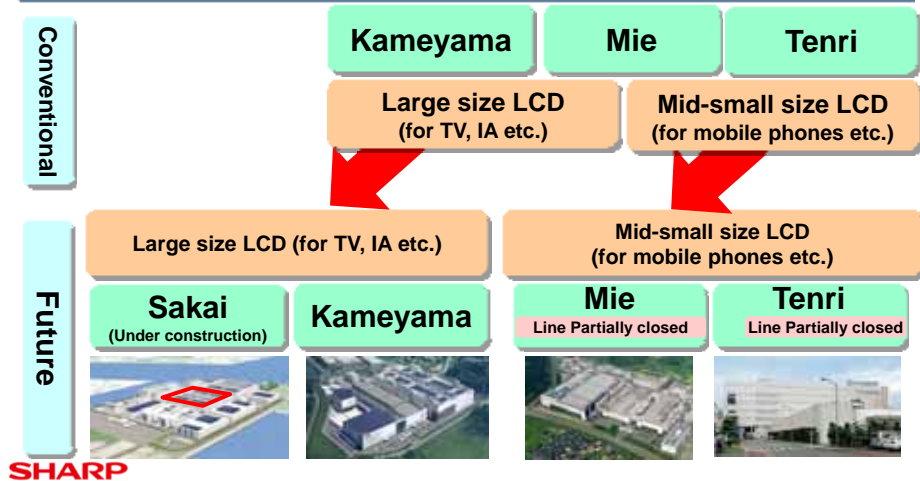 Conventional
Kameyama
Mie
Tenri
Large size LCD
(for TV, IA etc.)
Mid-small size LCD
(for mobile phones etc.)
Future
Large size LCD (for TV, IA etc.)
Mid-small size LCD
(for mobile phones etc.)
Sakai
(Under construction)
Kameyama
Mie
Line Partially closed
Tenri
Line Partially closed
SHARP